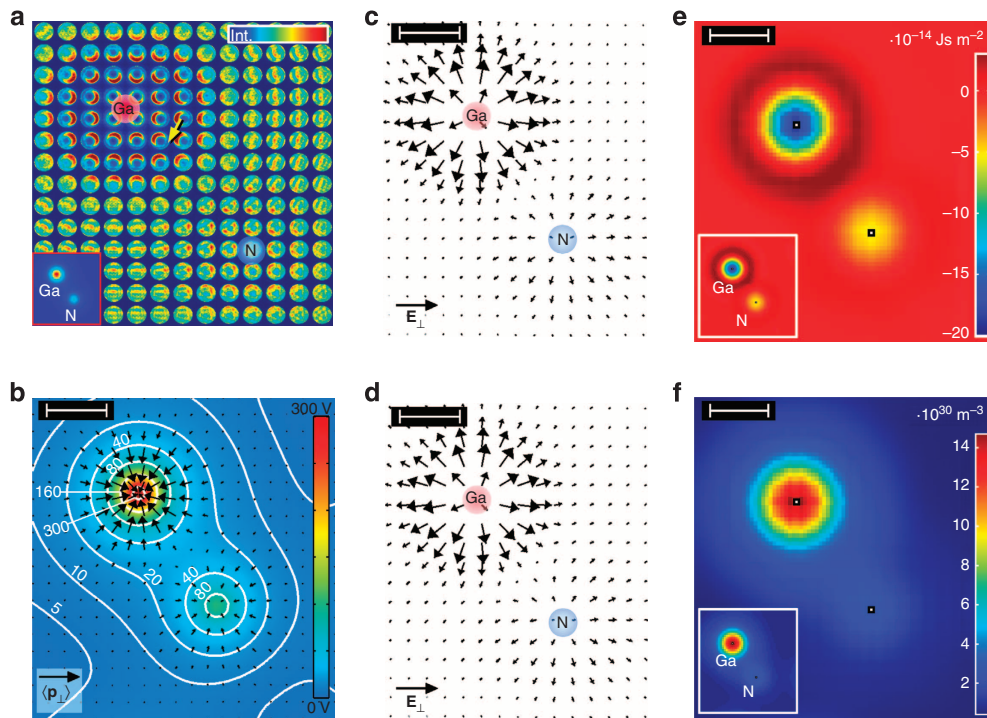 a
Int.
Ga
N
Ga
N
b
300 V
0 V
40
80
160
300
20
10
5
40
80
⟨p⊥⟩
c
Ga
N
E⊥
d
Ga
N
E⊥
e
·10⁻¹⁴ Js m⁻²
0
−5
−10
−15
−20
Ga
N
f
·10³⁰ m⁻³
14
12
10
8
6
4
2
Ga
N